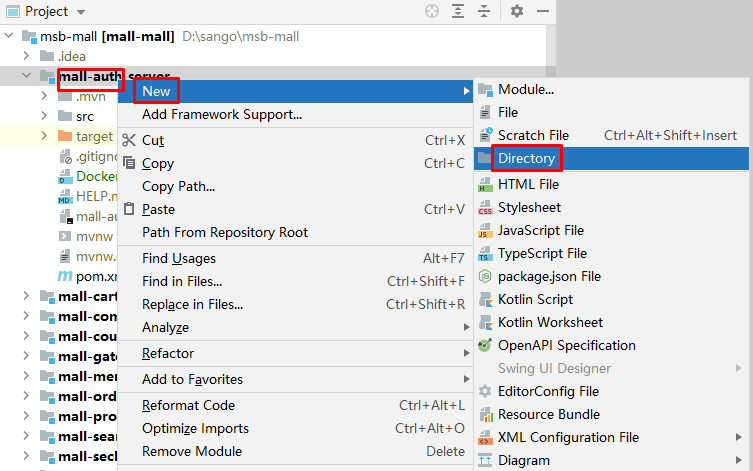 Project
msb-mall [mall-mall] D:\sango\msb-mall
.idea
mall-auth_server
.mvn
src
target
.gitign
Docker
HELP.m
mall-au
mvnw
mvnw.
pom.xm
mall-cart
mall-com
mall-cou
mall-gat
mall-mer
mall-ord
mall-pro
mall-sear
mall-secl
New
Add Framework Support...
Cut Ctrl+X
Copy Ctrl+C
Copy Path...
Paste Ctrl+V
Path From Repository Root
Find Usages Alt+F7
Find in Files... Ctrl+Shift+F
Replace in Files... Ctrl+Shift+R
Analyze
Refactor
Add to Favorites
Reformat Code Ctrl+Alt+L
Optimize Imports Ctrl+Alt+O
Remove Module Delete
Module...
File
Scratch File Ctrl+Alt+Shift+Insert
Directory
HTML File
Stylesheet
JavaScript File
TypeScript File
package.json File
Kotlin Script
Kotlin Worksheet
OpenAPI Specification
Swing UI Designer
EditorConfig File
Resource Bundle
XML Configuration File
Diagram